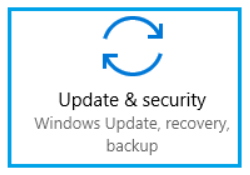 Update & security
Windows Update, recovery,
backup